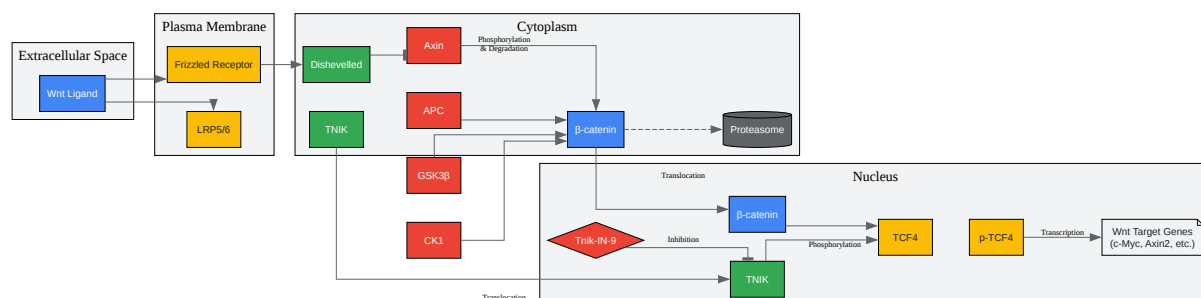 Extracellular Space
Wnt Ligand
Plasma Membrane
Frizzled Receptor
LRP5/6
Cytoplasm
Dishevelled
TNIK
Axin
APC
GSK3β
CK1
Phosphorylation
& Degradation
β-catenin
Proteasome
Translocation
Nucleus
β-catenin
Tnik-IN-9
Inhibition
TNIK
Phosphorylation
TCF4
p-TCF4
Transcription
Wnt Target Genes
(c-Myc, Axin2, etc.)
Translocation